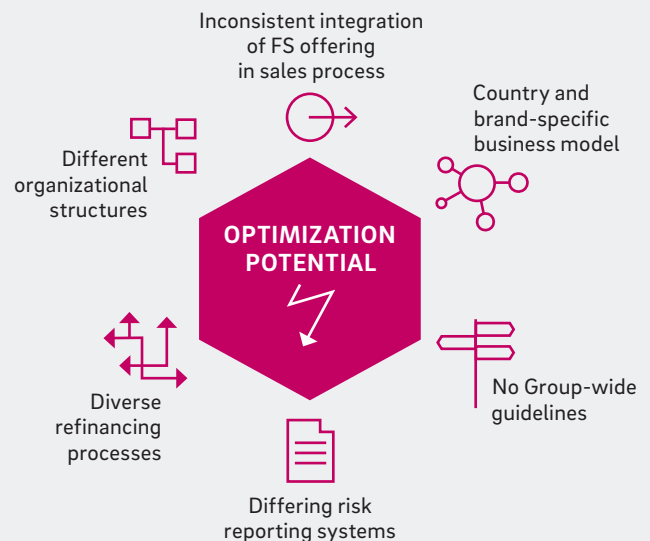 Inconsistent integration
of FS offering
in sales process
Country and
brand-specific
business model
Different
organizational
structures
OPTIMIZATION
POTENTIAL
No Group-wide
guidelines
Diverse
refinancing
processes
Differing risk
reporting systems